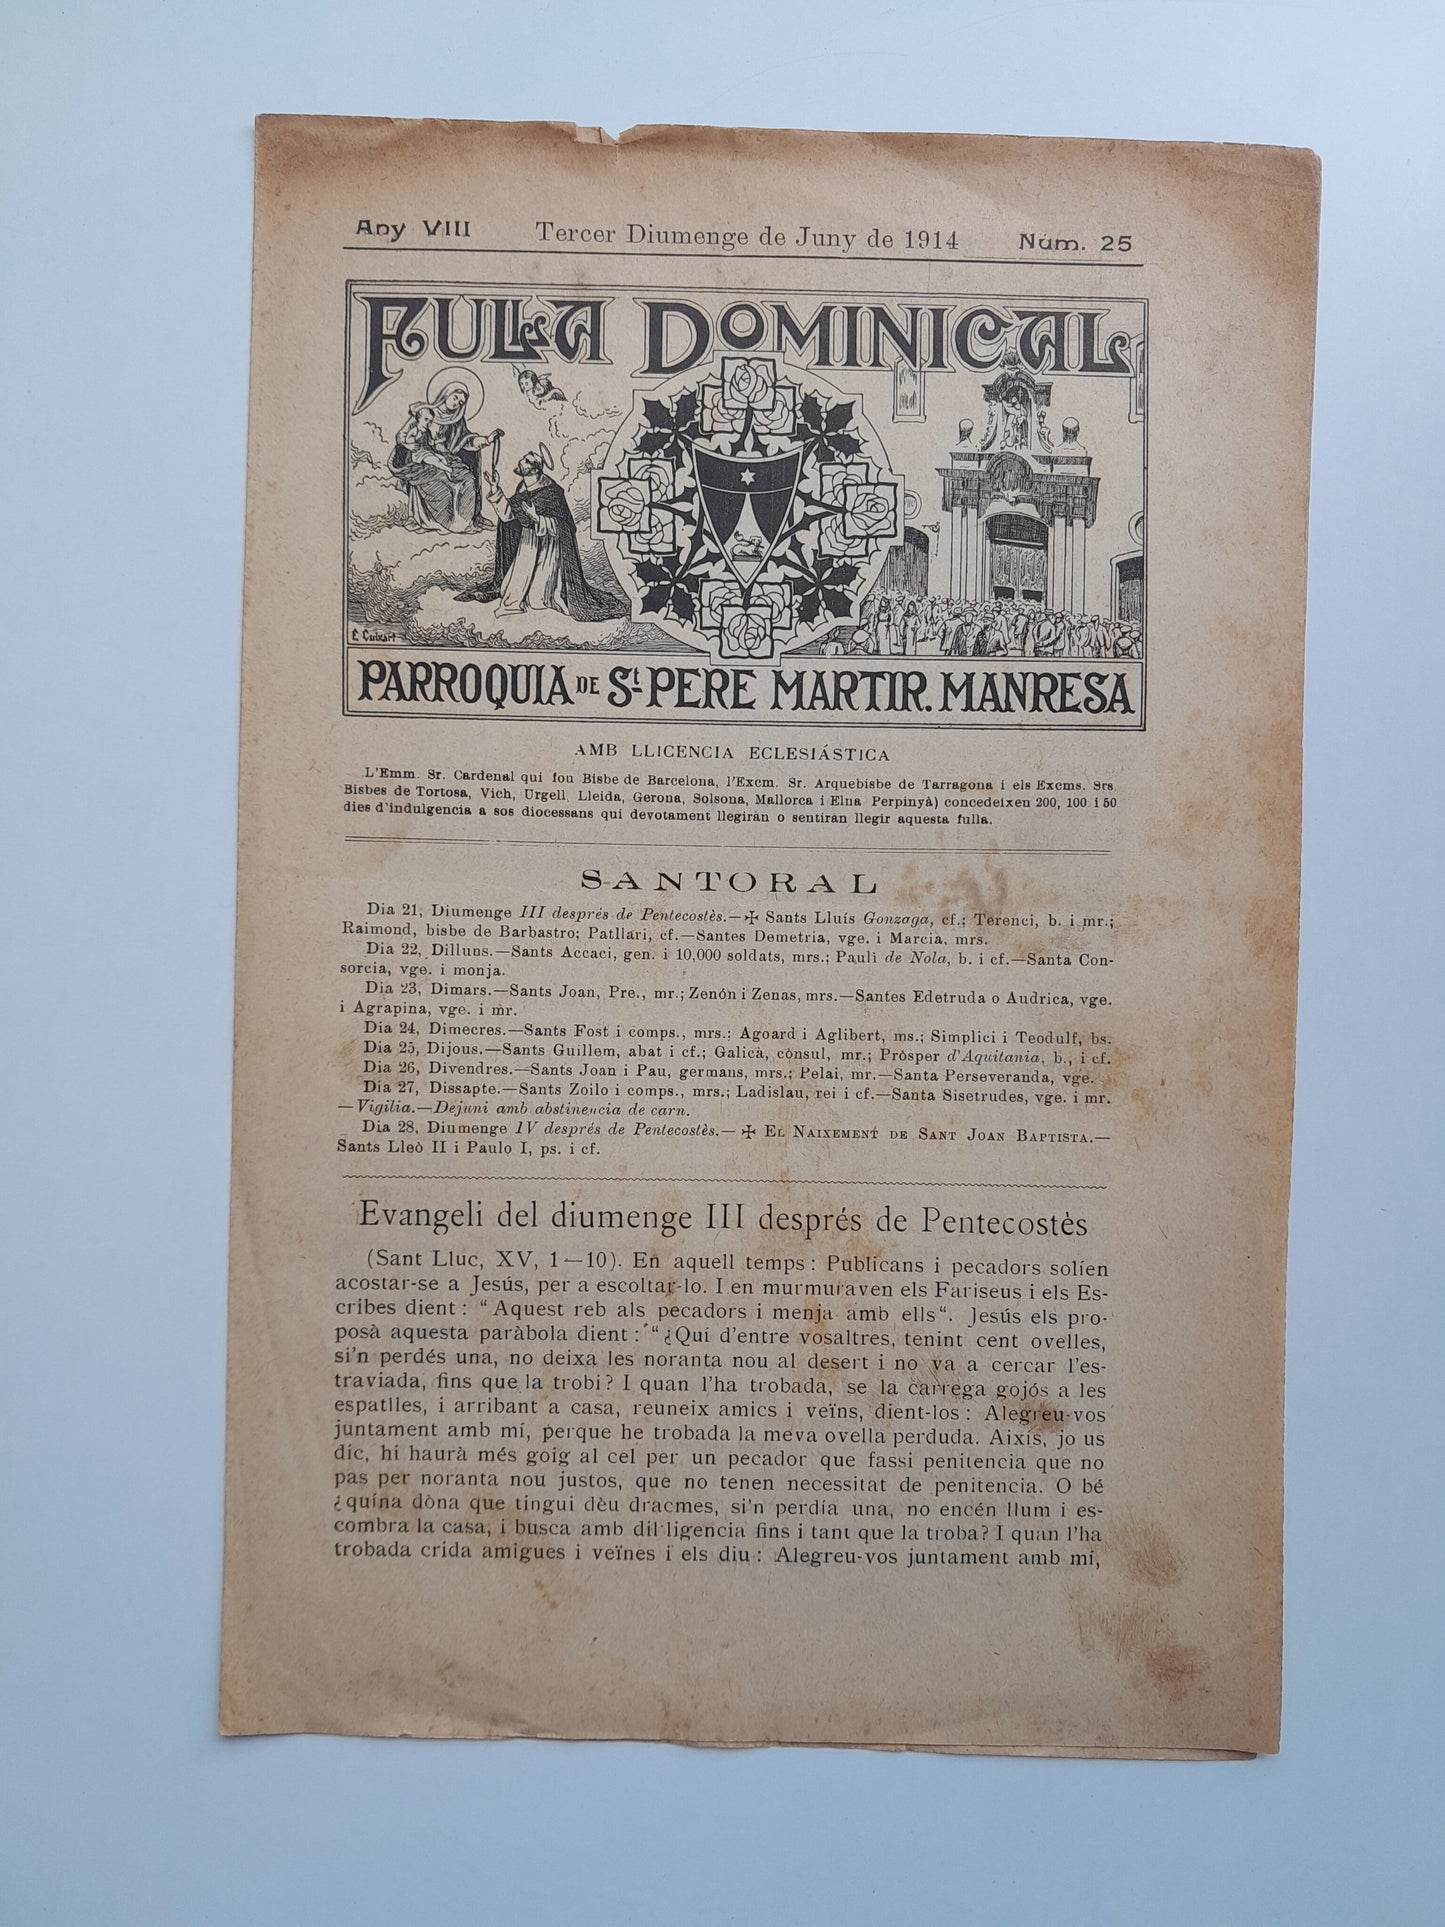 Any VIII Tercer Diumenge de Juny de 1914 Núm. 25
FULLA DOMINICAL
E. Cuixart
PARROQUIA DE St PERE MARTIR. MANRESA
AMB LLICENCIA ECLESIÁSTICA
L'Emm. Sr. Cardenal qui fou Bisbe de Barcelona, l'Excm. Sr. Arquebisbe de Tarragona i els Excms. Srs
Bisbes de Tortosa, Vich, Urgell, Lleida, Gerona, Solsona, Mallorca i Elna Perpinyà) concedeixen 200, 100 i 50
dies d'indulgencia a sos diocessans qui devotament llegiràn o sentiràn llegir aquesta fulla.
SANTORAL
Dia 21, Diumenge III després de Pentecostès.—✠ Sants Lluís Gonzaga, cf.; Terenci, b. i mr.;
Raimond, bisbe de Barbastro; Patllari, cf.—Santes Demetria, vge. i Marcia, mrs.
Dia 22, Dilluns.—Sants Accaci, gen. i 10,000 soldats, mrs.; Paulí de Nola, b. i cf.—Santa Con-
sorcia, vge. i monja.
Dia 23, Dimars.—Sants Joan, Pre., mr.; Zenón i Zenas, mrs.—Santes Edetruda o Audrica, vge.
i Agrapina, vge. i mr.
Dia 24, Dimecres.—Sants Fost i comps., mrs.; Agoard i Aglibert, ms.; Simplici i Teodulf, bs.
Dia 25, Dijous.—Sants Guillem, abat i cf.; Galicà, cònsul, mr.; Pròsper d'Aquitania, b., i cf.
Dia 26, Divendres.—Sants Joan i Pau, germans, mrs.; Pelai, mr.—Santa Perseveranda, vge.
Dia 27, Dissapte.—Sants Zoilo i comps., mrs.; Ladislau, rei i cf.—Santa Sisetrudes, vge. i mr.
—Vigilia.—Dejuni amb abstinencia de carn.
Dia 28, Diumenge IV després de Pentecostès.—✠ EL NAIXEMENT DE SANT JOAN BAPTISTA.—
Sants Lleò II i Paulo I, ps. i cf.
Evangeli del diumenge III després de Pentecostès
(Sant Lluc, XV, 1—10). En aquell temps: Publicans i pecadors solíen
acostar-se a Jesús, per a escoltar-lo. I en murmuraven els Fariseus i els Es-
cribes dient: “Aquest reb als pecadors i menja amb ells“. Jesús els pro-
posà aquesta paràbola dient: “¿Quí d'entre vosaltres, tenint cent ovelles,
si'n perdés una, no deixa les noranta nou al desert i no va a cercar l'es-
traviada, fins que la trobi? I quan l'ha trobada, se la carrega gojós a les
espatlles, i arribant a casa, reuneix amics i veïns, dient-los: Alegreu-vos
juntament amb mí, perque he trobada la meva ovella perduda. Aixís, jo us
díc, hi haurà més goig al cel per un pecador que fassi penitencia que no
pas per noranta nou justos, que no tenen necessitat de penitencia. O bé
¿quína dòna que tingui dèu dracmes, si'n perdía una, no encén llum i es-
combra la casa, i busca amb dil·ligencia fins i tant que la troba? I quan l'ha
trobada crida amigues i veïnes i els diu: Alegreu-vos juntament amb mí,